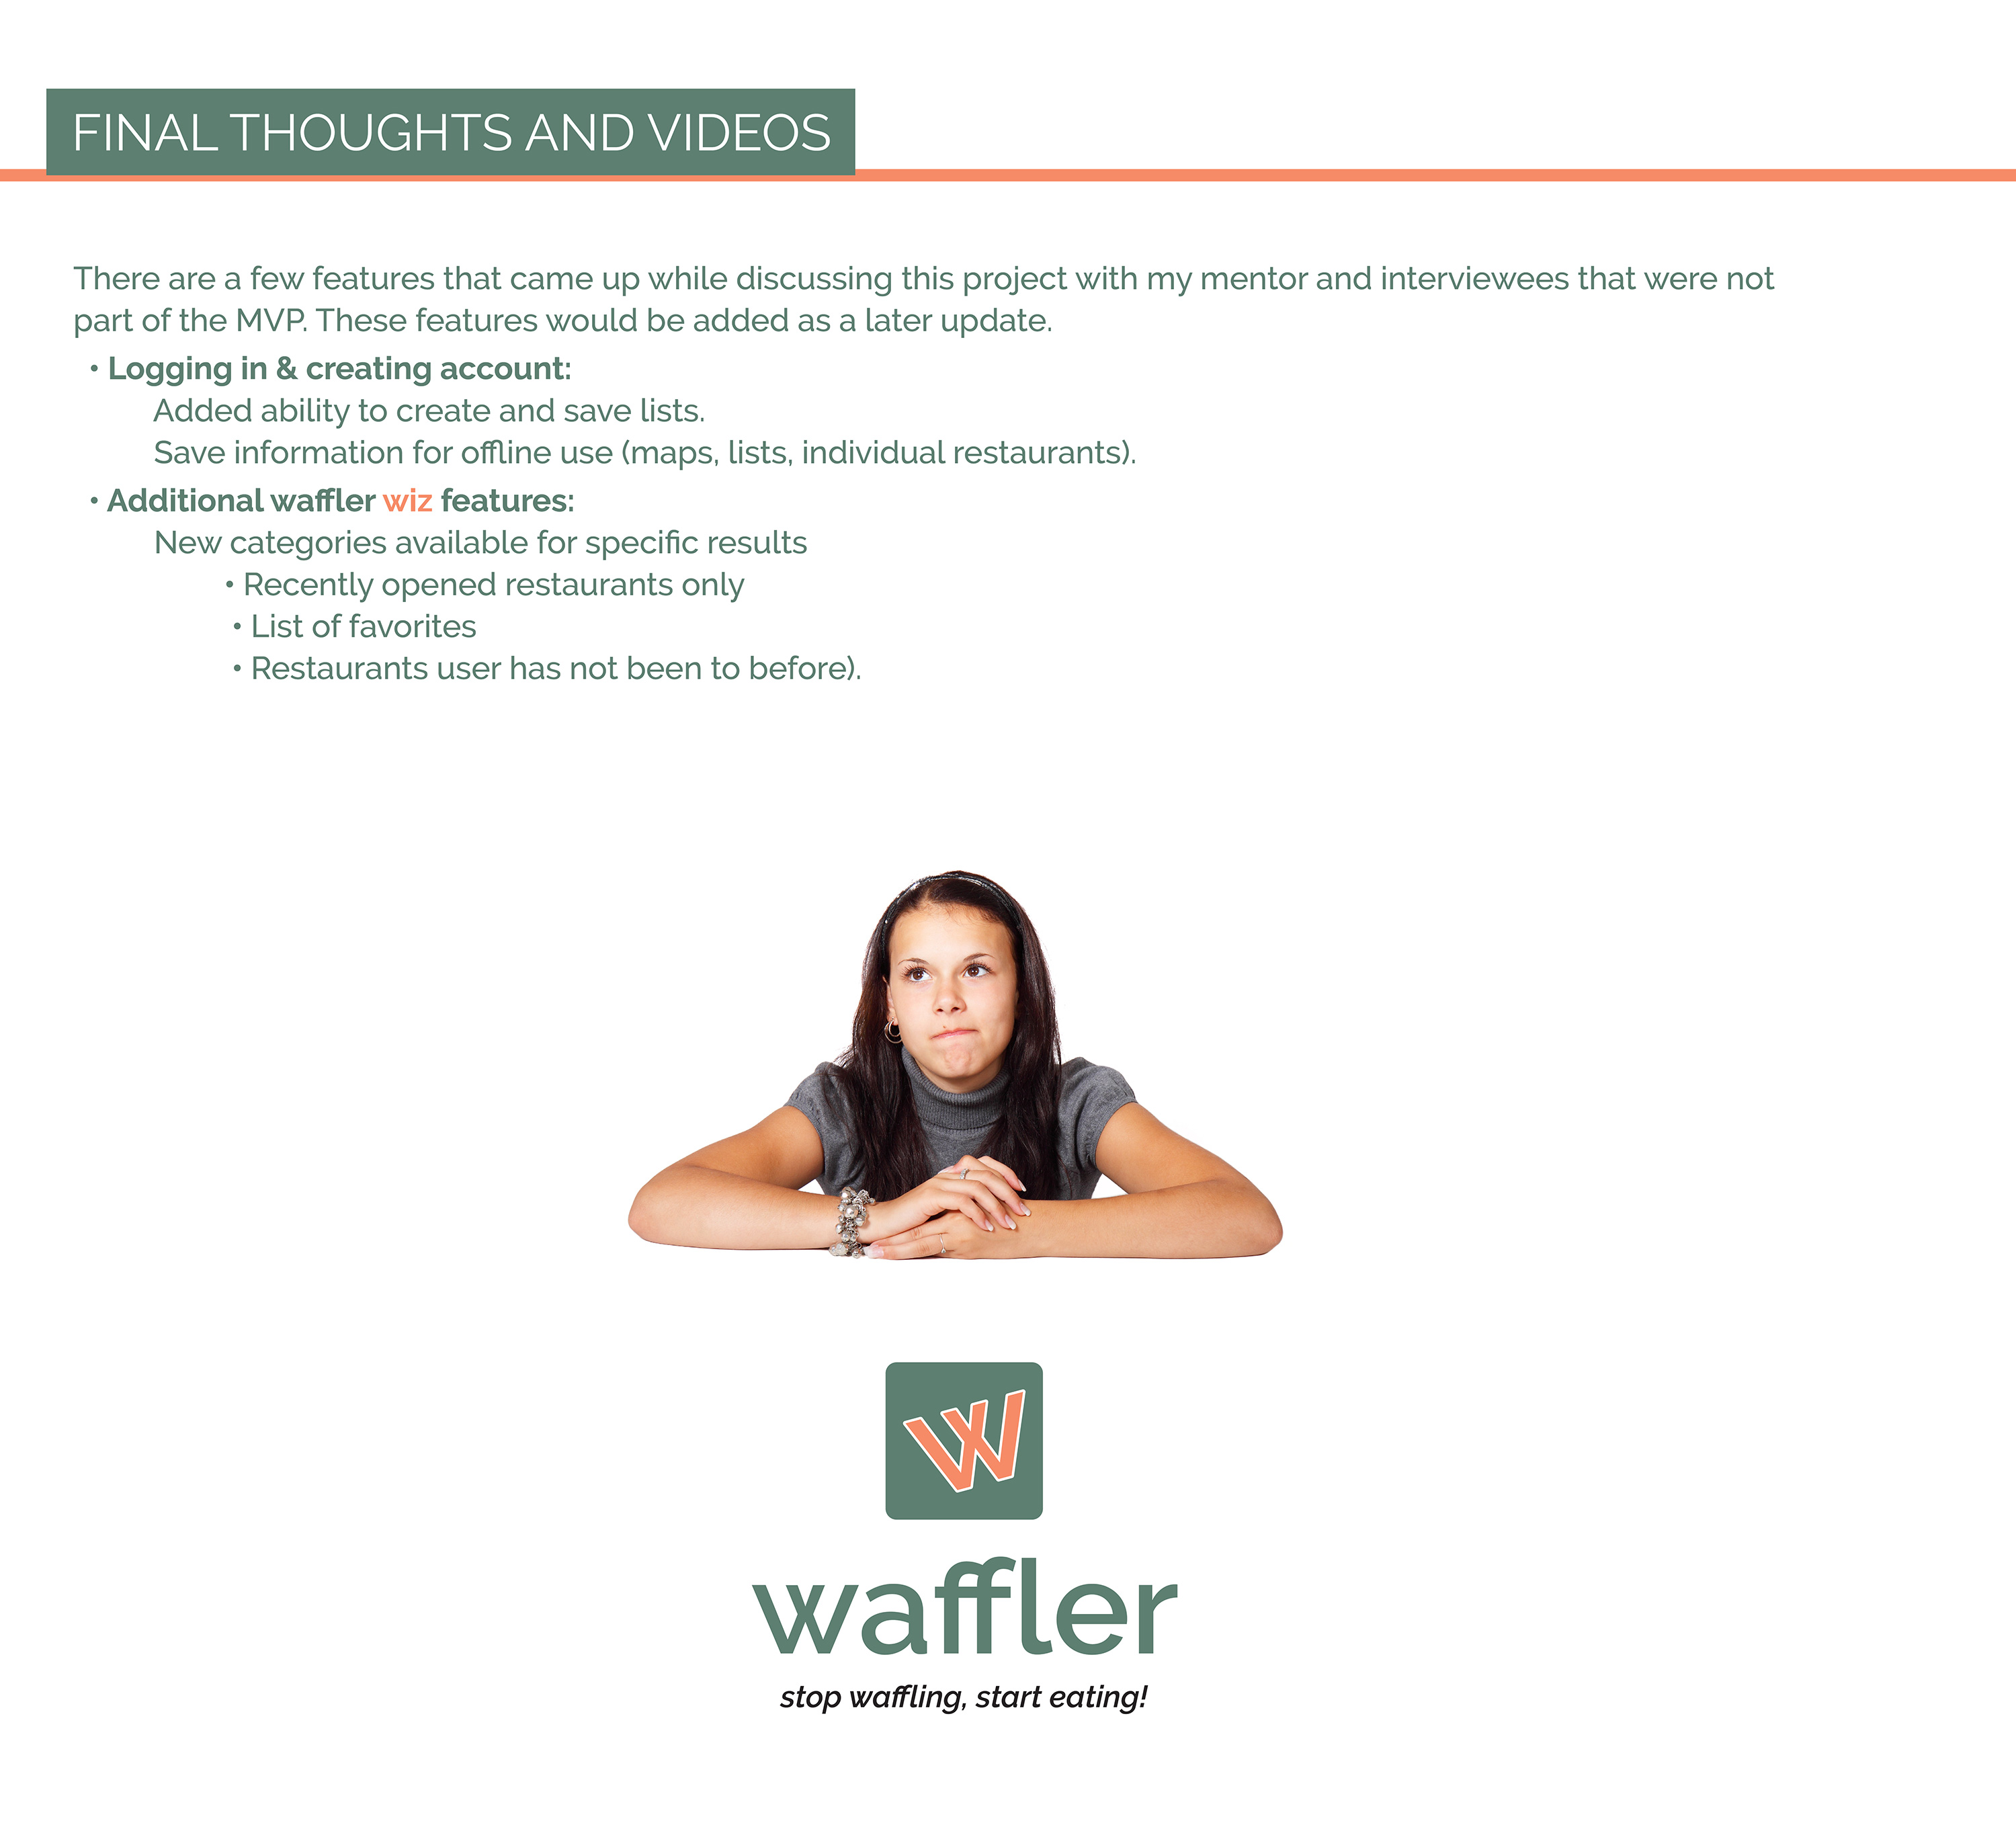 FINAL THOUGHTS AND VIDEOS
There are a few features that came up while discussing this project with my mentor and interviewees that were not
part of the MVP. These features would be added as a later update.
• Logging in & creating account:
Added ability to create and save lists.
Save information for offline use (maps, lists, individual restaurants).
• Additional waffler wiz features:
New categories available for specific results
• Recently opened restaurants only
• List of favorites
• Restaurants user has not been to before).
W
waffler
stop waffling, start eating!